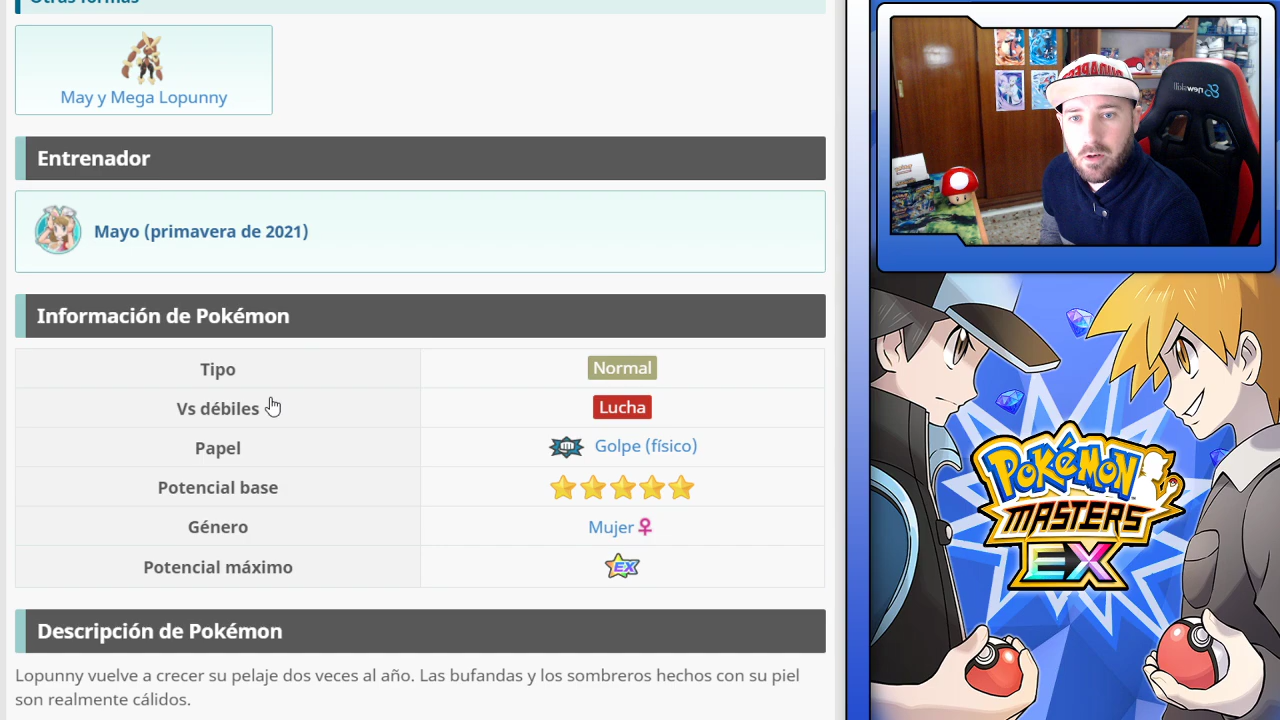 Otras formas
May y Mega Lopunny
Entrenador
Mayo (primavera de 2021)
Información de Pokémon
Tipo
Normal
Vs débiles
Lucha
Papel
Golpe (físico)
Potencial base
Género
Mujer
Potencial máximo
EX
Descripción de Pokémon
Lopunny vuelve a crecer su pelaje dos veces al año. Las bufandas y los sombreros hechos con su piel
son realmente cálidos.
POKÉMON
MASTERS
EX